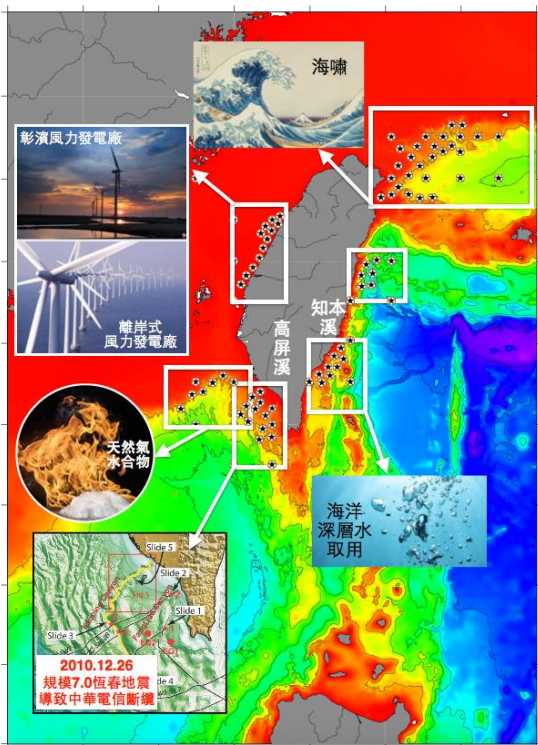 海嘯
彰濱風力發電廠
離岸式
風力發電廠
知本溪
高屏溪
天然氣
水合物
海洋
深層水
取用
Slide 5
Slide 2
Slide 1
Slide 3
2010.12.26
規模7.0恆春地震
導致中華電信斷纜